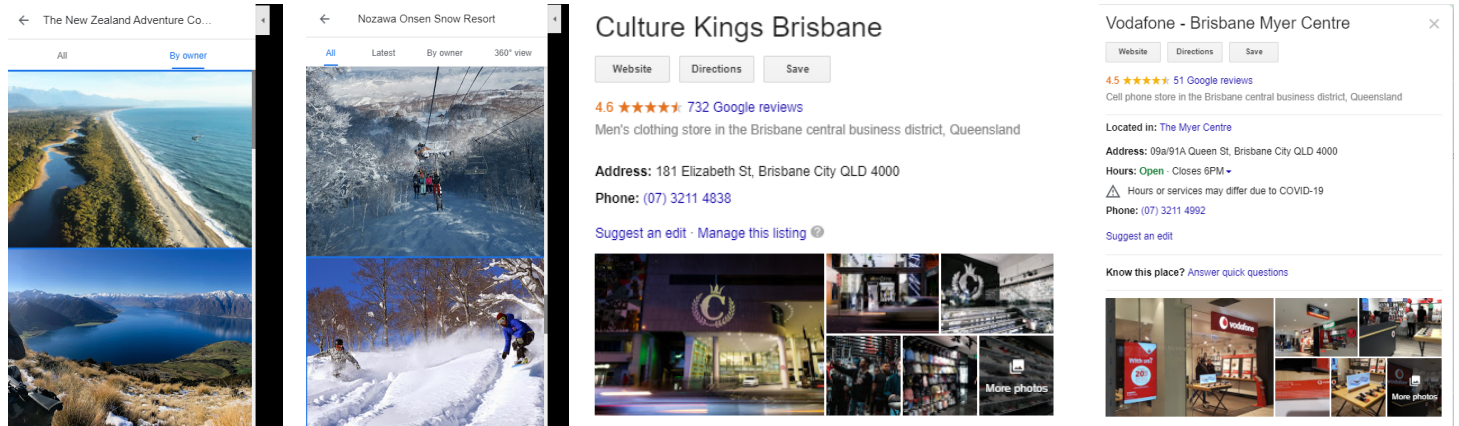 The New Zealand Adventure Co...
All
By owner
Nozawa Onsen Snow Resort
All
Latest
By owner
360° view
Culture Kings Brisbane
Website
Directions
Save
4.6
732 Google reviews
Men's clothing store in the Brisbane central business district, Queensland
Address: 181 Elizabeth St, Brisbane City QLD 4000
Phone: (07) 3211 4838
Suggest an edit · Manage this listing ?
C
More photos
Vodafone - Brisbane Myer Centre
Website
Directions
Save
4.5
51 Google reviews
Cell phone store in the Brisbane central business district, Queensland
Located in: The Myer Centre
Address: 09a/91A Queen St, Brisbane City QLD 4000
Hours: Open · Closes 6PM
Hours or services may differ due to COVID-19
Phone: (07) 3211 4992
Suggest an edit
Know this place? Answer quick questions
vodafone
More photos